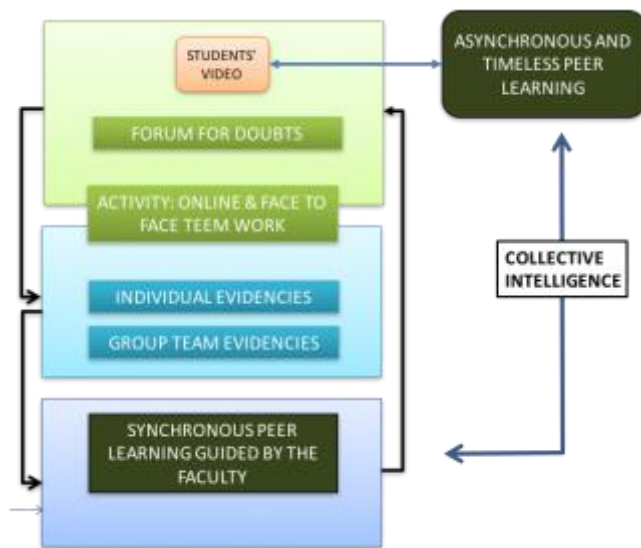 STUDENTS'
VIDEO
ASYNCHRONOUS AND
TIMELESS PEER
LEARNING
FORUM FOR DOUBTS
ACTIVITY: ONLINE & FACE TO
FACE TEEM WORK
COLLECTIVE
INTELLIGENCE
INDIVIDUAL EVIDENCIES
GROUP TEAM EVIDENCIES
SYNCHRONOUS PEER
LEARNING GUIDED BY THE
FACULTY